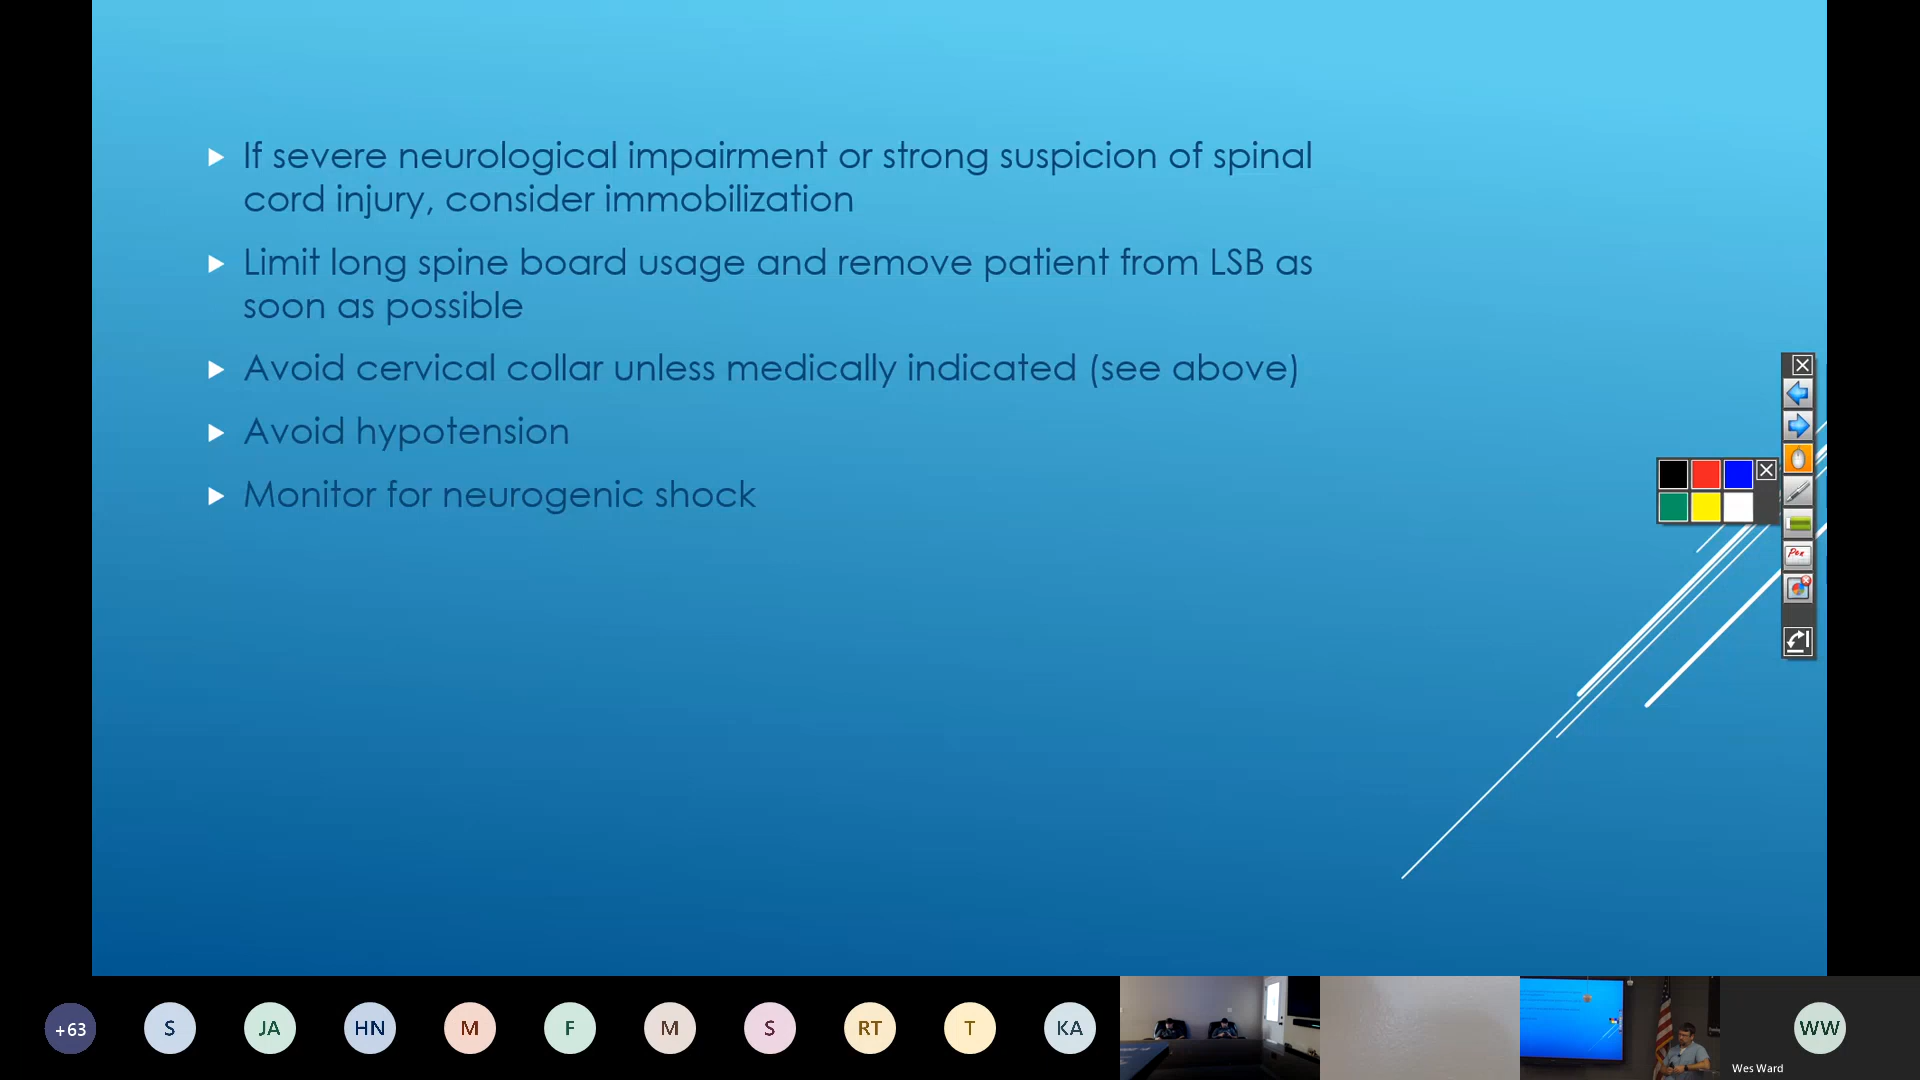 If severe neurological impairment or strong suspicion of spinal
cord injury, consider immobilization
Limit long spine board usage and remove patient from LSB as
soon as possible
Avoid cervical collar unless medically indicated (see above)
Avoid hypotension
Monitor for neurogenic shock
Pen
+63
S
JA
HN
M
F
M
S
RT
T
KA
WW
Wes Ward